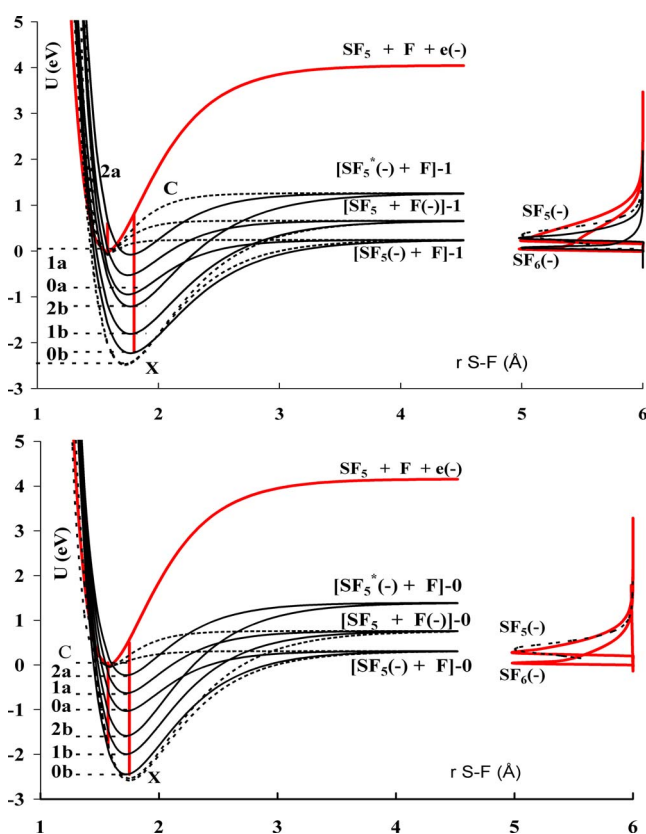 5
4
3
2
1
0
-1
-2
-3
U (eV)
SF5 + F + e(-)
2a
C
[SF5*(-) + F]-1
[SF5 + F(-)]-1
[SF5(-) + F]-1
SF5(-)
SF6(-)
1a
0a
2b
1b
0b
X
r S-F (Å)
1 2 3 4 5 6
5
4
3
2
1
0
-1
-2
-3
U (eV)
SF5 + F + e(-)
[SF5*(-) + F]-0
[SF5 + F(-)]-0
[SF5(-) + F]-0
SF5(-)
SF6(-)
C
2a
1a
0a
2b
1b
0b
X
r S-F (Å)
1 2 3 4 5 6